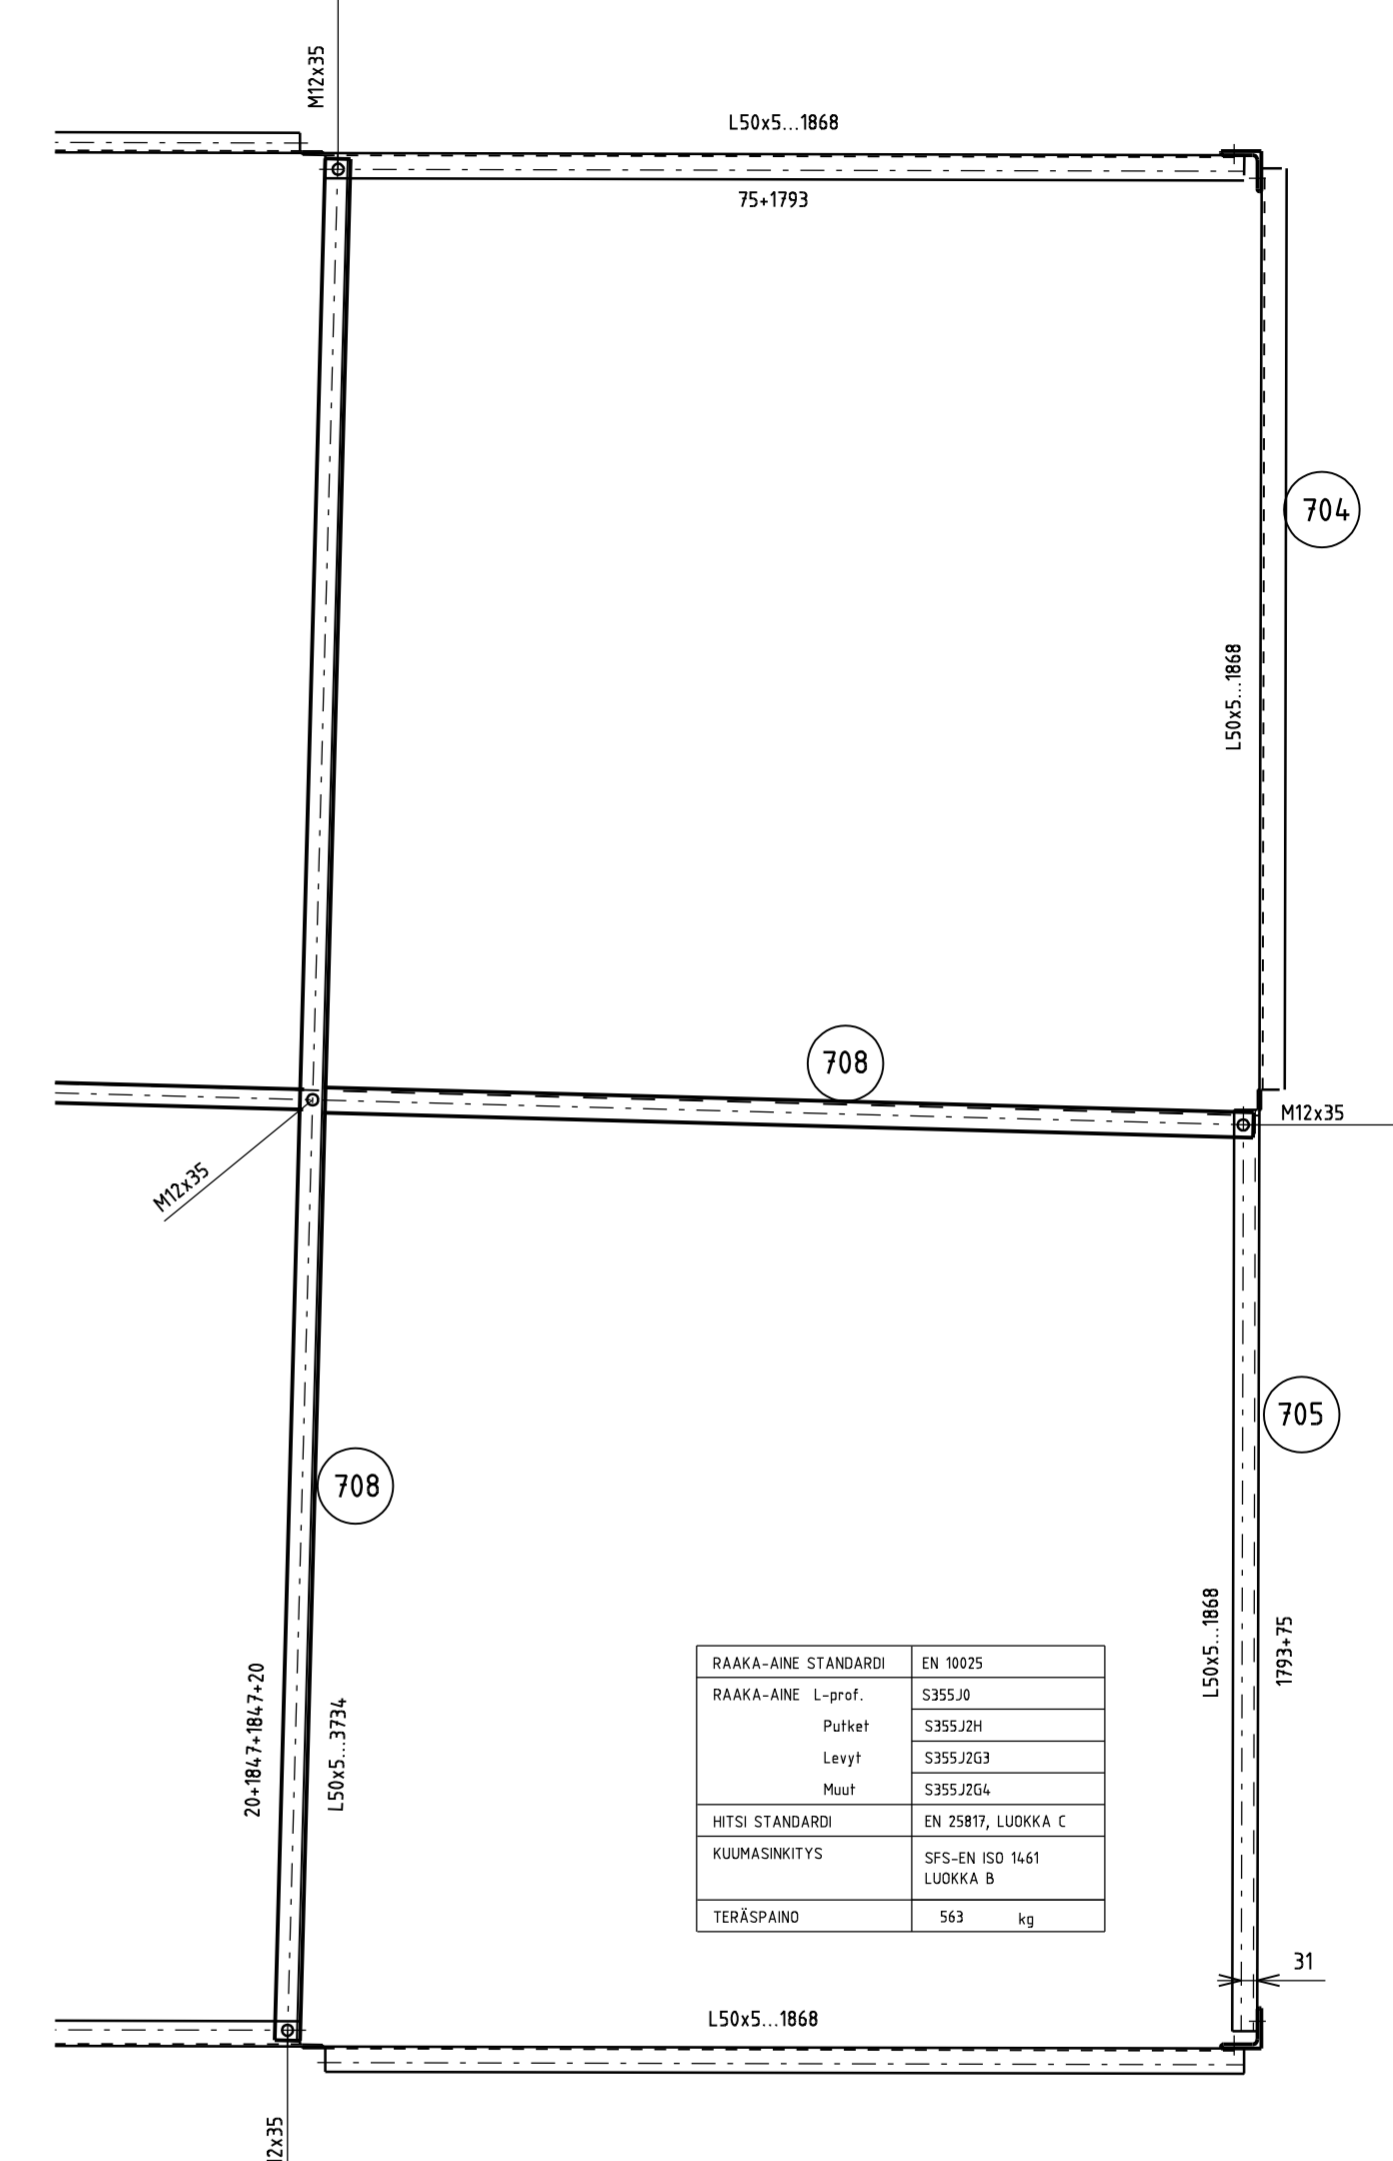 M12x35
L50x5...1868
75+1793
704
L50x5...1868
708
M12x35
M12x35
705
708
L50x5...1868
1793+75
20+1847+1847+20
L50x5...3734
RAAKA-AINE STANDARDI EN 10025
RAAKA-AINE L-prof. S355J0
Putket S355J2H
Levyt S355J2G3
Muut S355J2G4
HITSI STANDARDI EN 25817, LUOKKA C
KUUMASINKITYS SFS-EN ISO 1461
LUOKKA B
TERÄSPAINO 563 kg
31
L50x5...1868
2x35